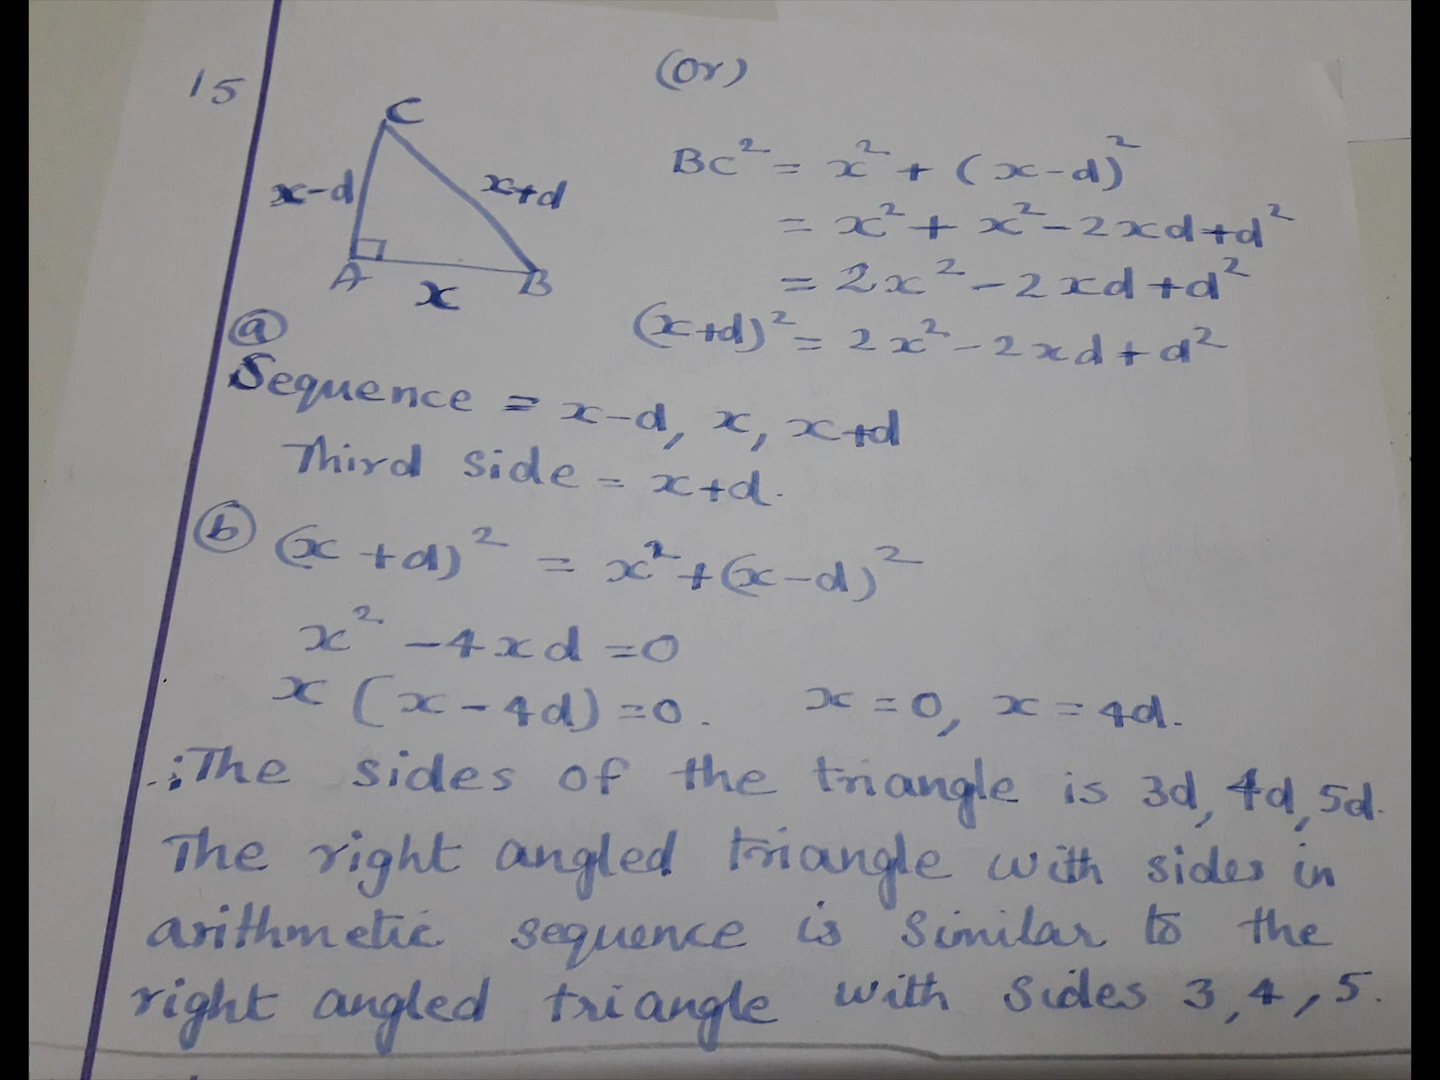 15
(Or)
C
x-d
x+d
A
x
B
BC² = x² + (x-d)²
= x² + x² - 2xd + d²
= 2x² - 2xd + d²
(x+d)² = 2x² - 2xd + d²
ⓐ
Sequence = x-d, x, x+d
Third side = x+d.
ⓑ (x+d)² = x² + (x-d)²
x² - 4xd = 0
x(x-4d) = 0. x = 0, x = 4d.
∴ The sides of the triangle is 3d, 4d, 5d.
The right angled triangle with sides in
arithmetic sequence is similar to the
right angled triangle with sides 3, 4, 5.